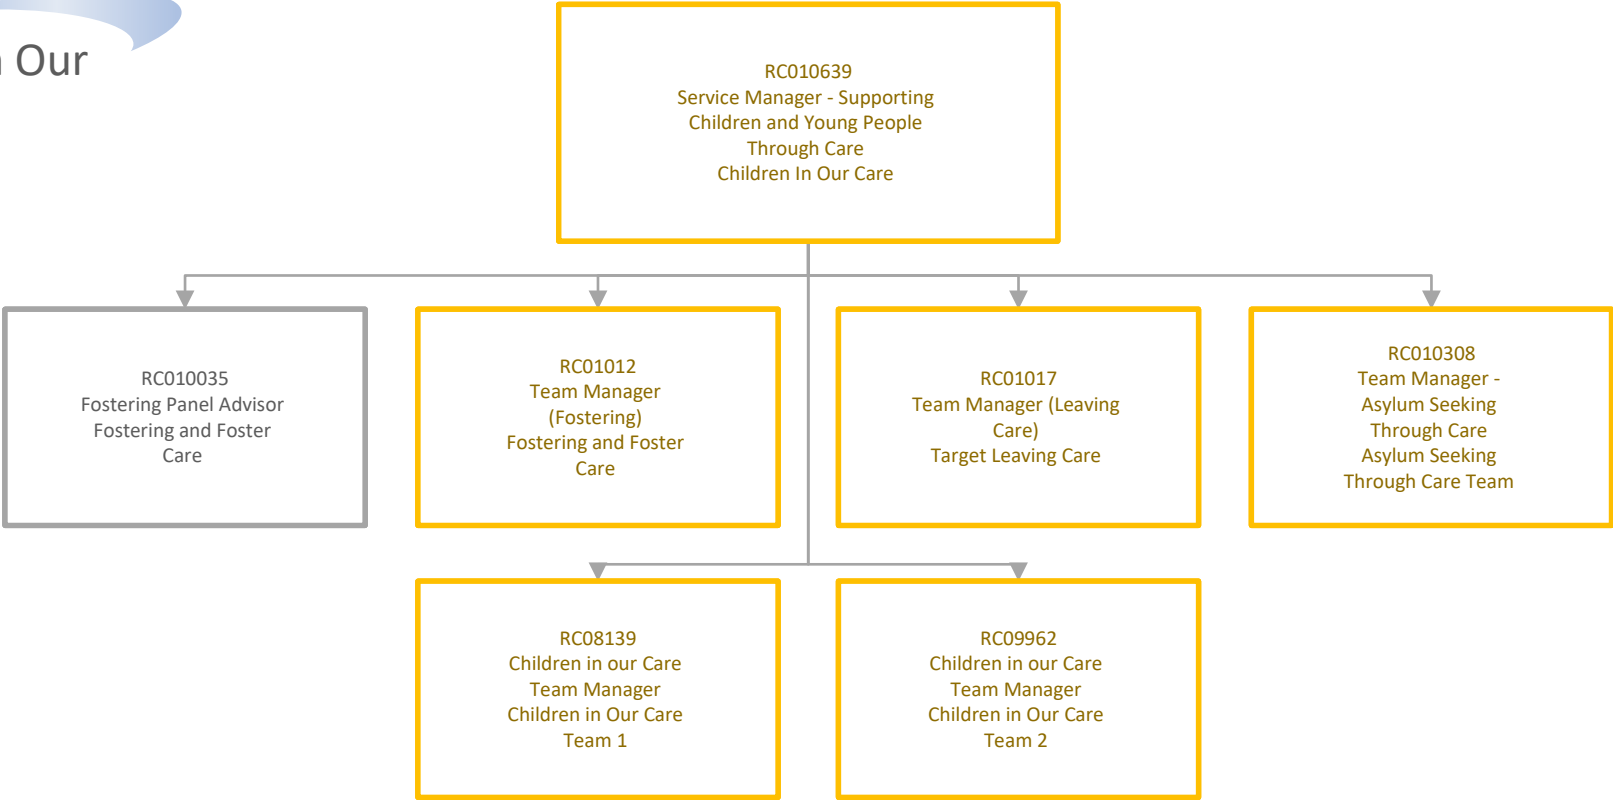 Our
RC010639
Service Manager - Supporting
Children and Young People
Through Care
Children In Our Care
RC010035
Fostering Panel Advisor
Fostering and Foster
Care
RC01012
Team Manager
(Fostering)
Fostering and Foster
Care
RC01017
Team Manager (Leaving
Care)
Target Leaving Care
RC010308
Team Manager -
Asylum Seeking
Through Care
Asylum Seeking
Through Care Team
RC08139
Children in our Care
Team Manager
Children in Our Care
Team 1
RC09962
Children in our Care
Team Manager
Children in Our Care
Team 2